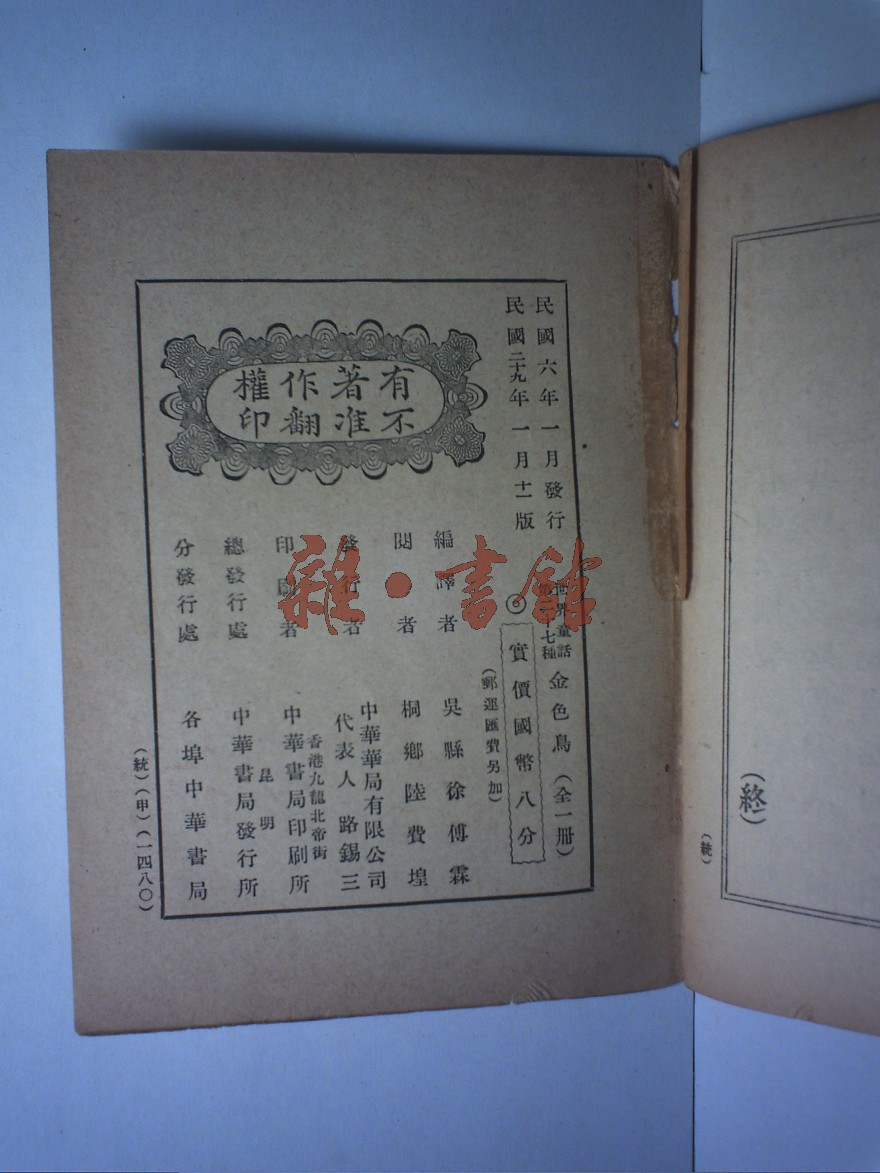 民國六年一月發行
民國二十九年一月十一版
有著作權
不准翻印
世界童話
第二十七種
金色鳥（全一冊）
實價國幣八分
（郵運匯費另加）
編譯者 吳縣徐傅霖
閱者 桐鄉陸費堭
發行者 中華華局有限公司
代表人 路錫三
印刷者 香港九龍北帝街
中華書局印刷所
總發行處 昆明
中華書局發行所
分發行處 各埠中華書局
（統）（甲）（一四八〇）
（終）
（統）
雜·書館